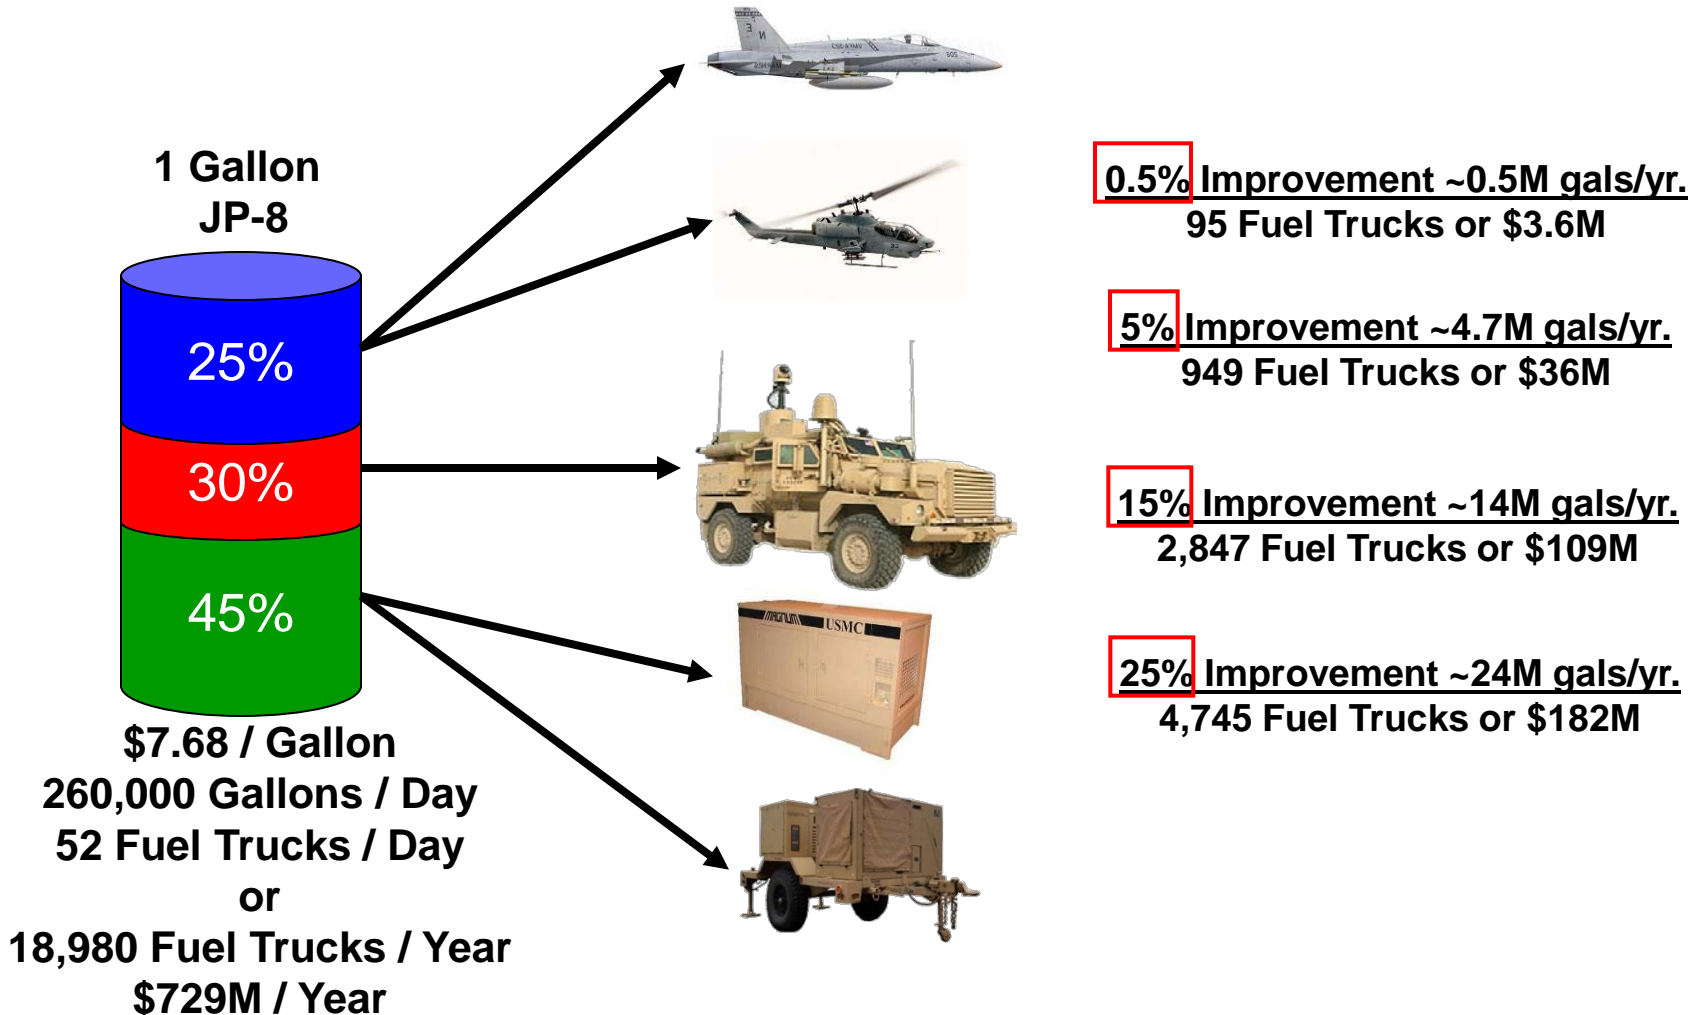 1 Gallon
JP-8
25%
30%
45%
$7.68 / Gallon
260,000 Gallons / Day
52 Fuel Trucks / Day
or
18,980 Fuel Trucks / Year
$729M / Year
MAGNUM USMC
0.5% Improvement ~0.5M gals/yr.
95 Fuel Trucks or $3.6M
5% Improvement ~4.7M gals/yr.
949 Fuel Trucks or $36M
15% Improvement ~14M gals/yr.
2,847 Fuel Trucks or $109M
25% Improvement ~24M gals/yr.
4,745 Fuel Trucks or $182M